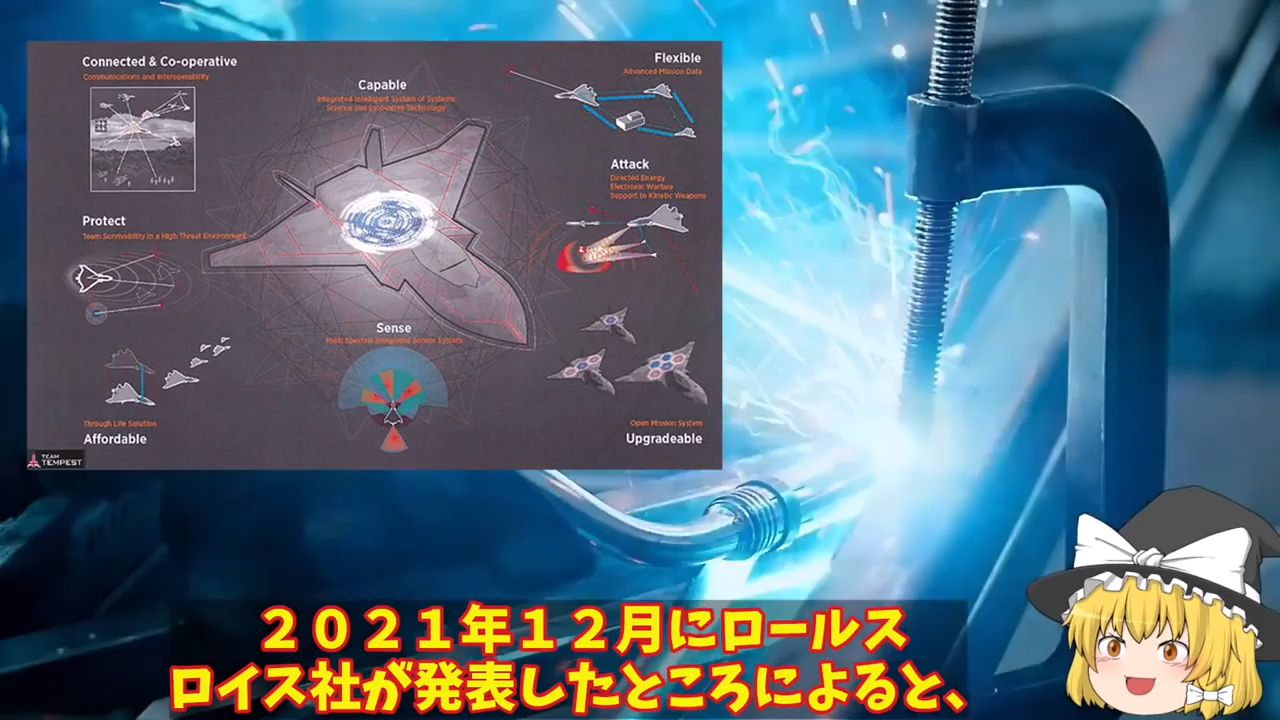 Connected & Co-operative
Communications and Interoperability
Capable
Integrated Intelligent System of Systems
Science and Innovative Technology
Flexible
Advanced Mission Data
Attack
Directed Energy
Electronic Warfare
Support to Kinetic Weapons
Protect
Team Survivability in a High Threat Environment
Sense
Multi Spectral Integrated Sensor System
Through Life Solution
Affordable
Open Mission System
Upgradeable
TEAM
TEMPEST
２０２１年１２月にロールス
ロイス社が発表したところによると、